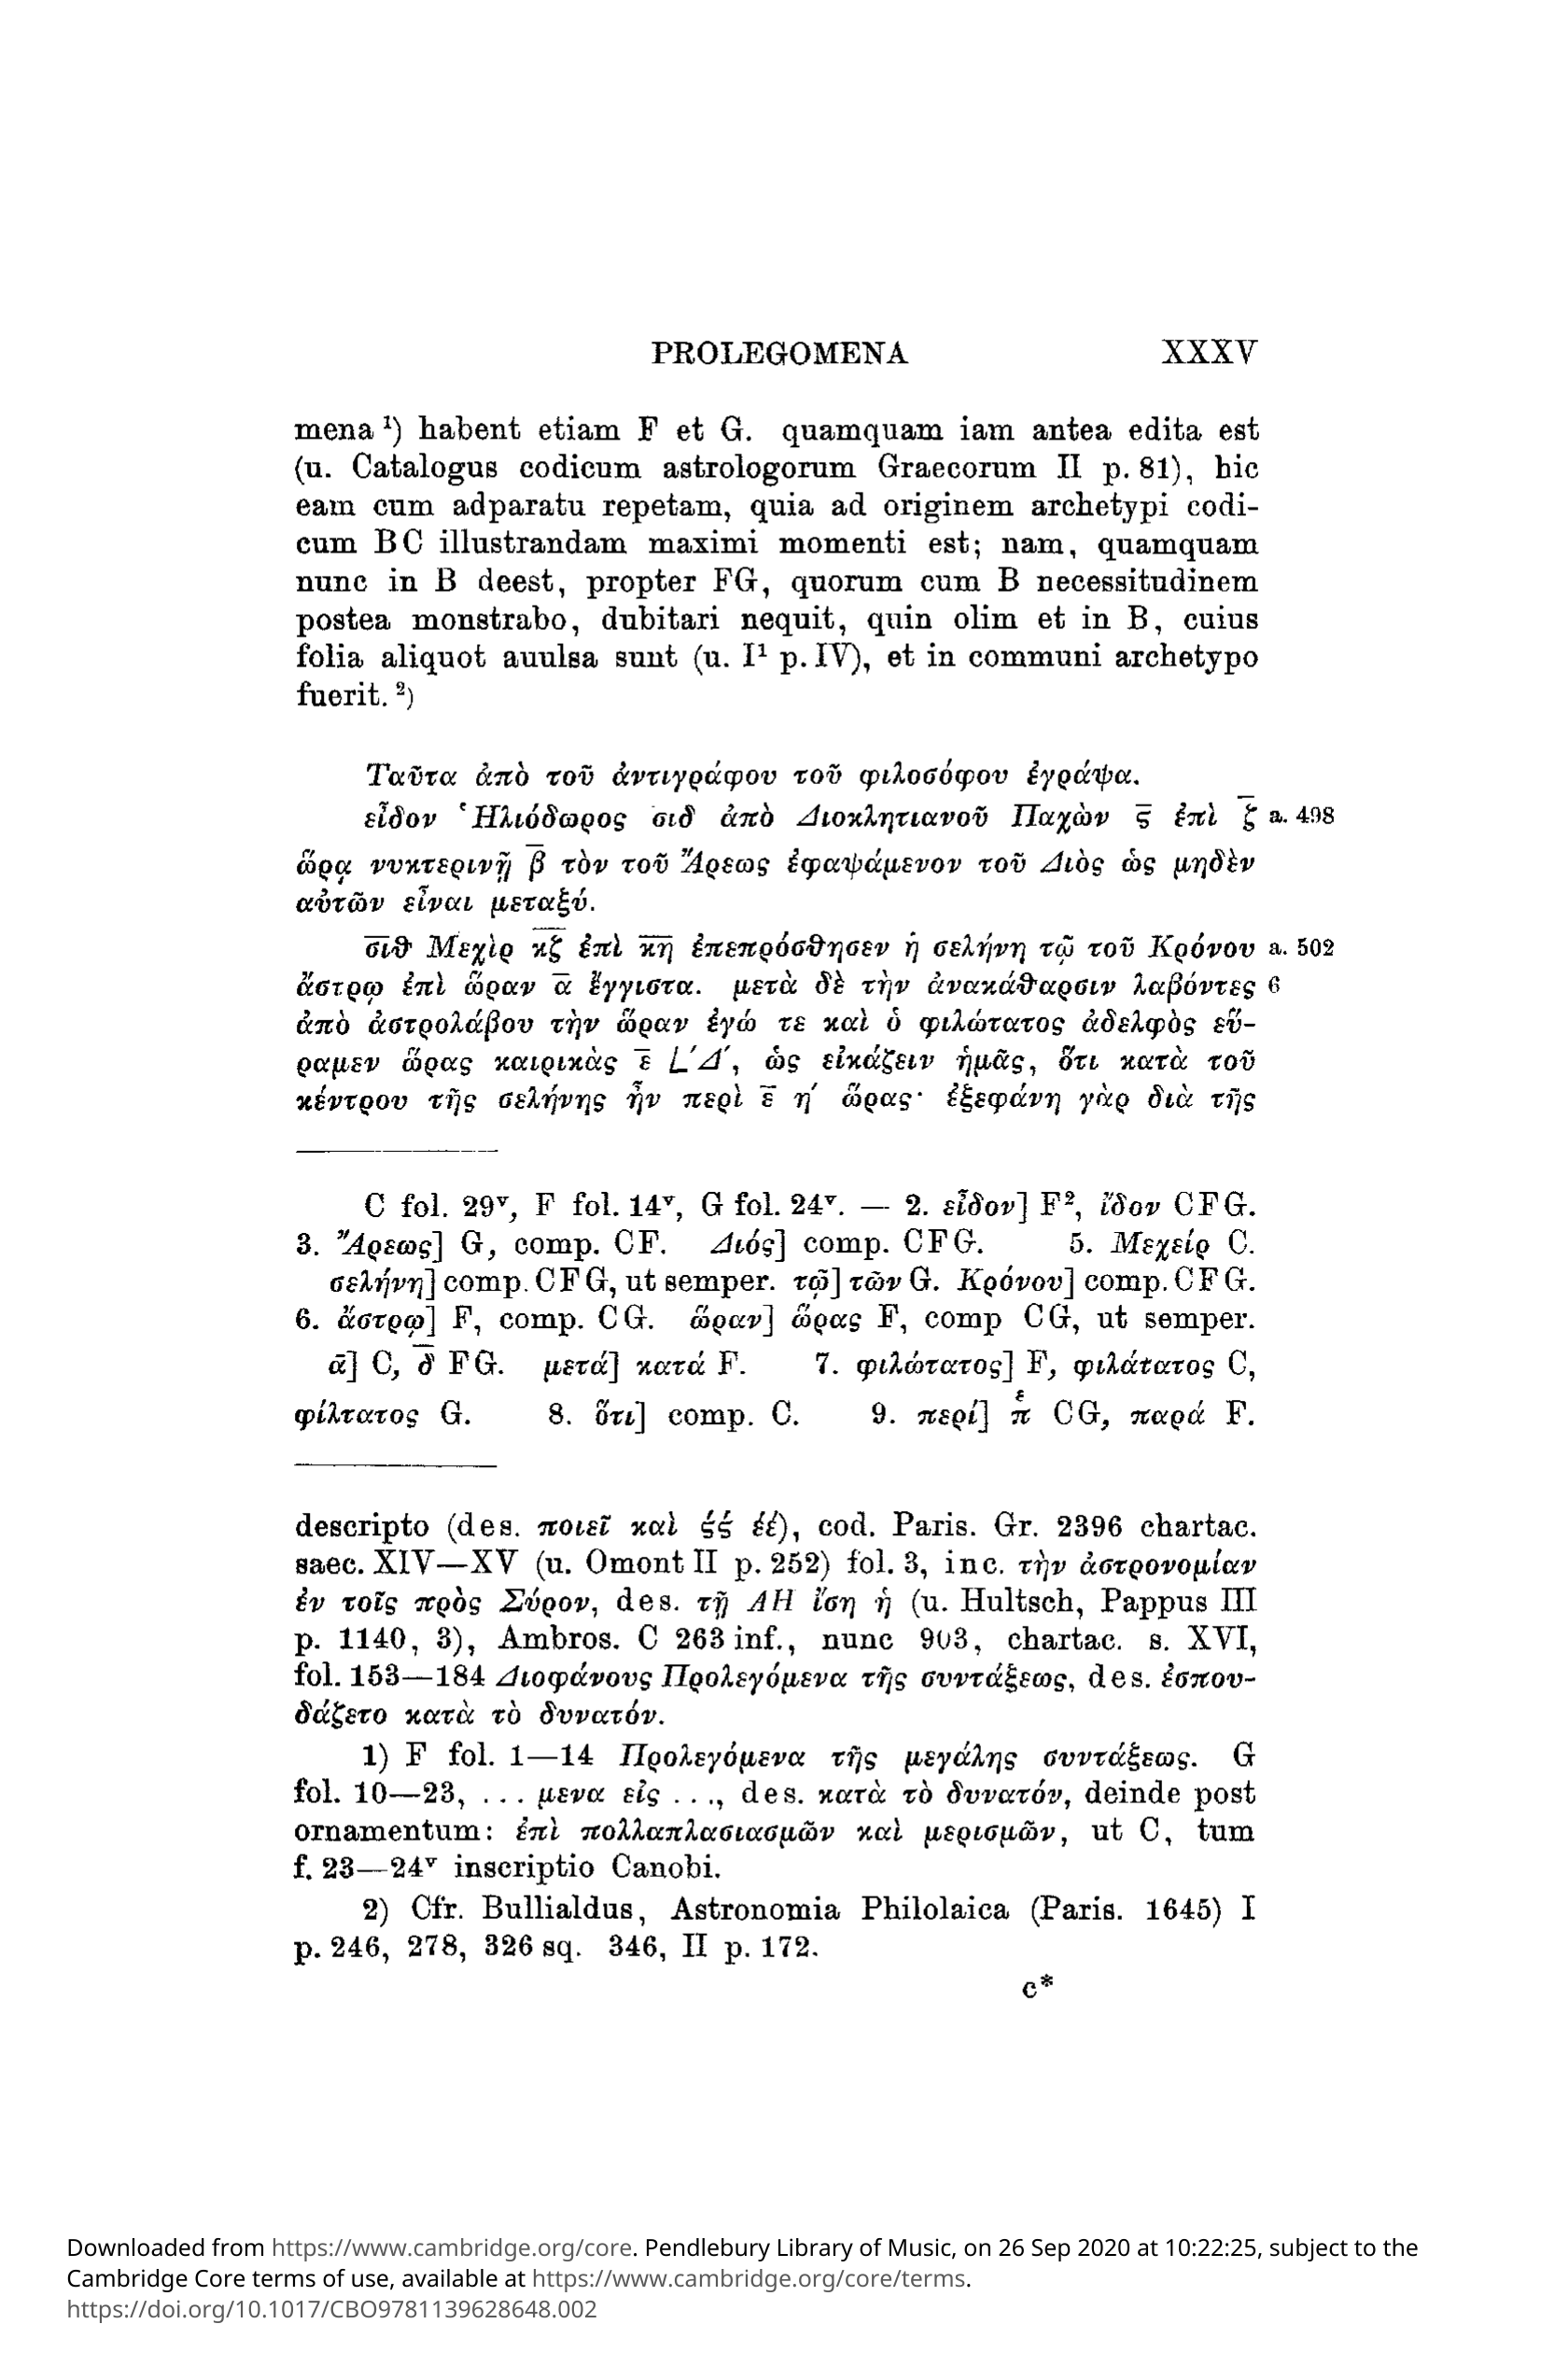 PROLEGOMENA XXXV
mena ¹) habent etiam F et G. quamquam iam antea edita est
(u. Catalogus codicum astrologorum Graecorum II p. 81), hic
eam cum adparatu repetam, quia ad originem archetypi codi-
cum BC illustrandam maximi momenti est; nam, quamquam
nunc in B deest, propter FG, quorum cum B necessitudinem
postea monstrabo, dubitari nequit, quin olim et in B, cuius
folia aliquot auulsa sunt (u. I¹ p. IV), et in communi archetypo
fuerit. ²)
Ταῦτα ἀπὸ τοῦ ἀντιγράφου τοῦ φιλοσόφου ἐγράψα.
εἶδον Ἡλιόδωρος σιδ ἀπὸ Διοκλητιανοῦ Παχὼν ϛ̅ ἐπὶ ζ̅ a. 498
ὥρᾳ νυκτερινῇ β̅ τὸν τοῦ Ἄρεως ἐφαψάμενον τοῦ Διὸς ὡς μηδὲν
αὐτῶν εἶναι μεταξύ.
σ̅ι̅θ Μεχὶρ κ̅ζ̅ ἐπὶ κ̅η̅ ἐπεπρόσθησεν ἡ σελήνη τῷ τοῦ Κρόνου a. 502
ἄστρῳ ἐπὶ ὥραν α̅ ἔγγιστα. μετὰ δὲ τὴν ἀνακάθαρσιν λαβόντες 6
ἀπὸ ἀστρολάβου τὴν ὥραν ἐγώ τε καὶ ὁ φιλώτατος ἀδελφὸς εὕ-
ραμεν ὥρας καιρικὰς ε̅ L′Δ′, ὡς εἰκάζειν ἡμᾶς, ὅτι κατὰ τοῦ
κέντρου τῆς σελήνης ἦν περὶ ε̅ η′ ὥρας· ἐξεφάνη γὰρ διὰ τῆς
C fol. 29ᵛ, F fol. 14ᵛ, G fol. 24ᵛ. — 2. εἶδον] F², ἴδον CFG.
3. Ἄρεως] G, comp. CF. Διός] comp. CFG. 5. Μεχείρ C.
σελήνη] comp. CFG, ut semper. τῷ] τῶν G. Κρόνου] comp. CFG.
6. ἄστρῳ] F, comp. CG. ὥραν] ὥρας F, comp CG, ut semper.
ᾱ] C, δ̅ FG. μετά] κατά F. 7. φιλώτατος] F, φιλάτατος C,
φίλτατος G. 8. ὅτι] comp. C. 9. περί] π̔ͤ CG, παρά F.
descripto (des. ποιεῖ καὶ ϛ́ϛ́ έέ), cod. Paris. Gr. 2396 chartac.
saec. XIV—XV (u. Omont II p. 252) fol. 3, inc. τὴν ἀστρονομίαν
ἐν τοῖς πρὸς Σύρον, des. τῇ ΑΗ ἴση ἡ (u. Hultsch, Pappus III
p. 1140, 3), Ambros. C 263 inf., nunc 903, chartac. s. XVI,
fol. 153—184 Διοφάνους Προλεγόμενα τῆς συντάξεως, des. ἐσπου-
δάζετο κατὰ τὸ δυνατόν.
1) F fol. 1—14 Προλεγόμενα τῆς μεγάλης συντάξεως. G
fol. 10—23, ... μενα εἰς ..., des. κατὰ τὸ δυνατόν, deinde post
ornamentum: ἐπὶ πολλαπλασιασμῶν καὶ μερισμῶν, ut C, tum
f. 23—24ᵛ inscriptio Canobi.
2) Cfr. Bullialdus, Astronomia Philolaica (Paris. 1645) I
p. 246, 278, 326 sq. 346, II p. 172.
c*
Downloaded from https://www.cambridge.org/core. Pendlebury Library of Music, on 26 Sep 2020 at 10:22:25, subject to the
Cambridge Core terms of use, available at https://www.cambridge.org/core/terms.
https://doi.org/10.1017/CBO9781139628648.002